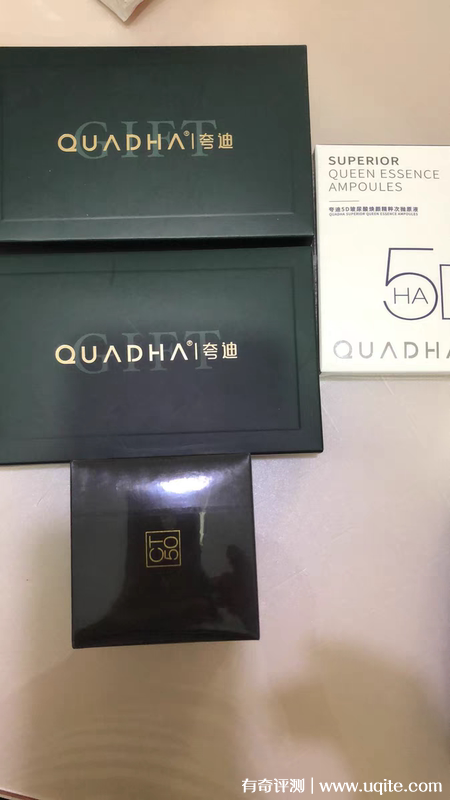 GIFT
QUADHA®|夸迪
SUPERIOR
QUEEN ESSENCE
AMPOULES
夸迪5D玻尿酸焕颜精粹次抛原液
QUADHA SUPERIOR QUEEN ESSENCE AMPOULES
5D
HA
QUADHA
GIFT
QUADHA®|夸迪
CT
50
有奇评测|www.uqite.com